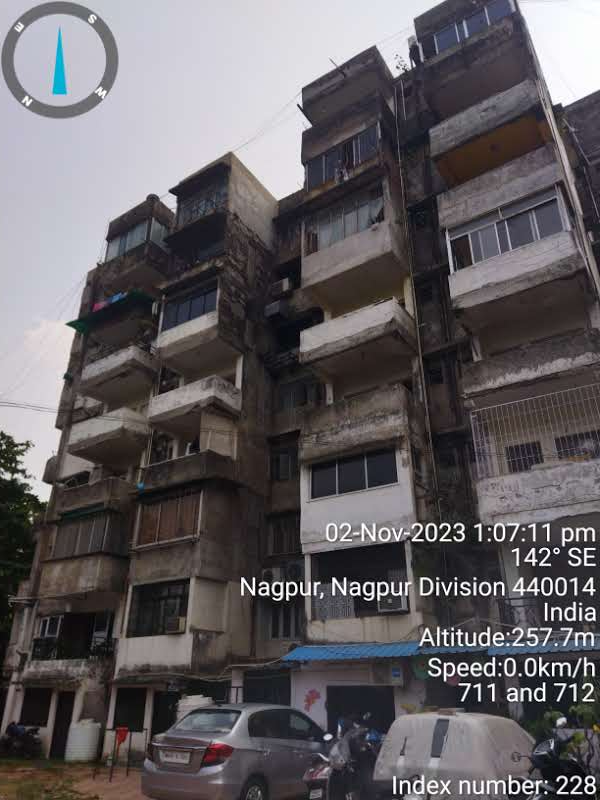 S
E
W
N
02-Nov-2023 1:07:11 pm
142° SE
Nagpur, Nagpur Division 440014
India
Altitude:257.7m
Speed:0.0km/h
711 and 712
Index number: 228